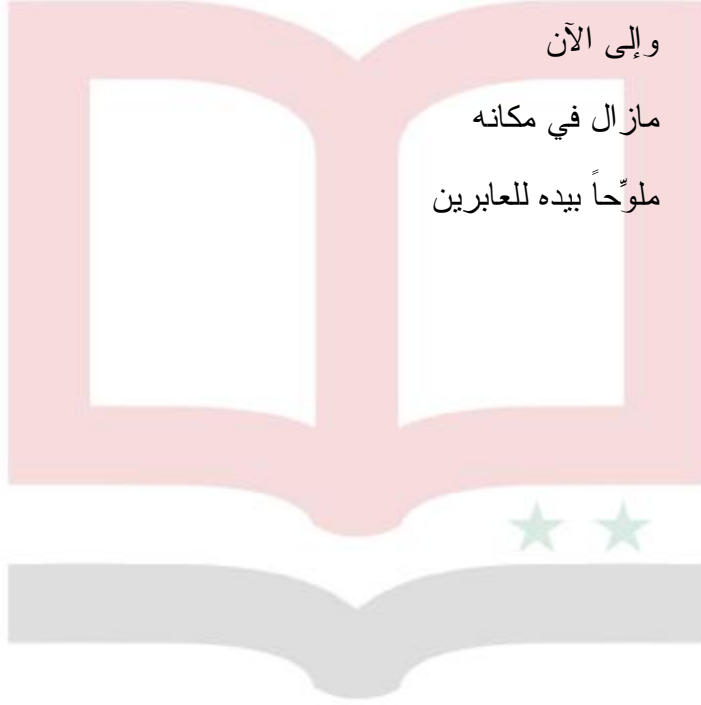 وإلى الآن
مازال في مكانه
ملوِّحاً بيده للعابرين